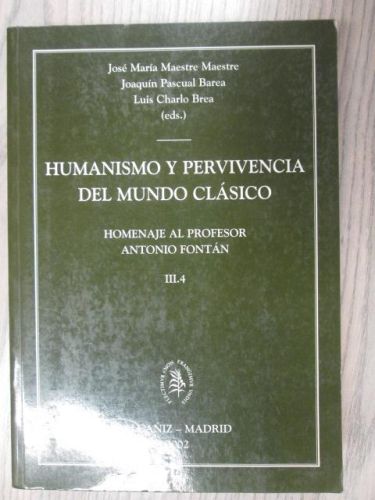 José María Maestre Maestre
Joaquín Pascual Barea
Luis Charlo Brea
(eds.)
HUMANISMO Y PERVIVENCIA
DEL MUNDO CLÁSICO
HOMENAJE AL PROFESOR
ANTONIO FONTÁN
III.4
– MADRID